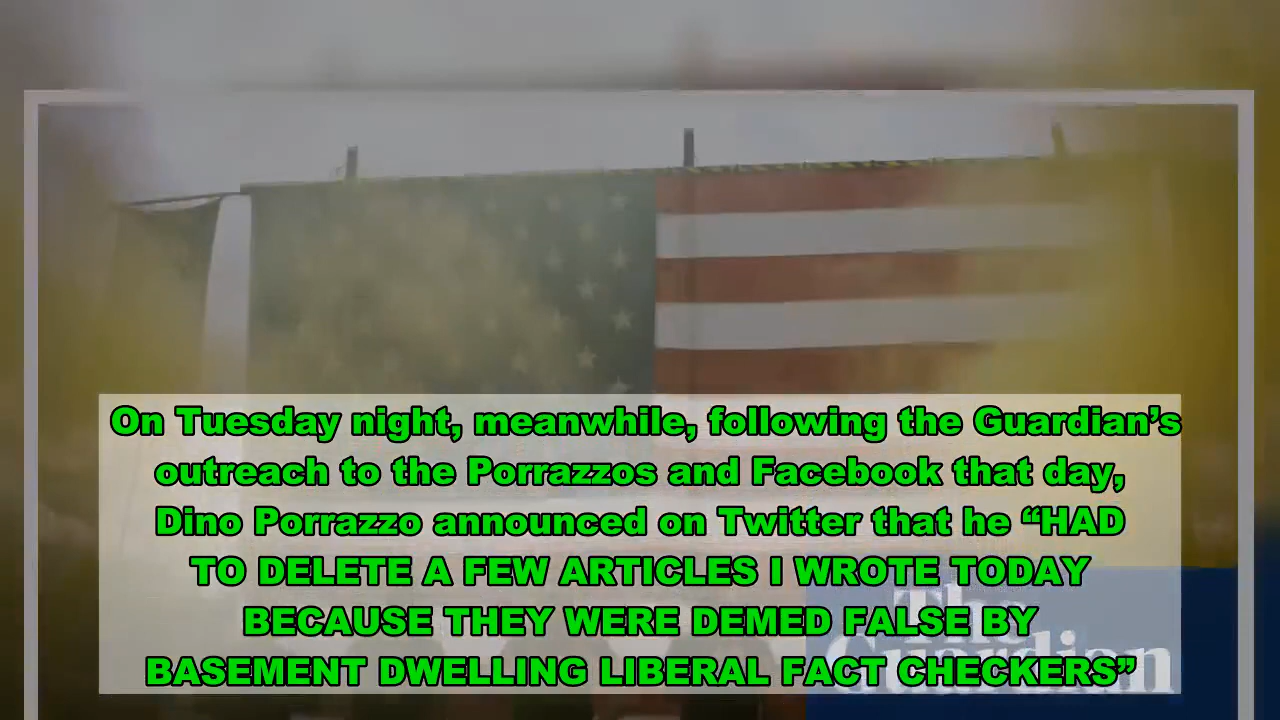 On Tuesday night, meanwhile, following the Guardian’s
outreach to the Porrazzos and Facebook that day,
Dino Porrazzo announced on Twitter that he “HAD
TO DELETE A FEW ARTICLES I WROTE TODAY
BECAUSE THEY WERE DEMED FALSE BY
BASEMENT DWELLING LIBERAL FACT CHECKERS”
The
Guardian